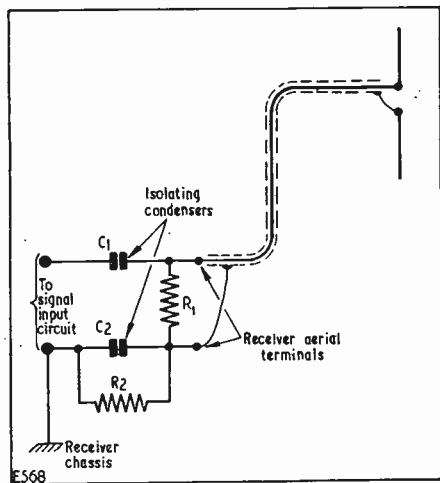 Isolating
condensers
C1
To
signal
input
circuit
R1
C2
Receiver aerial
terminals
R2
Receiver
chassis
E568